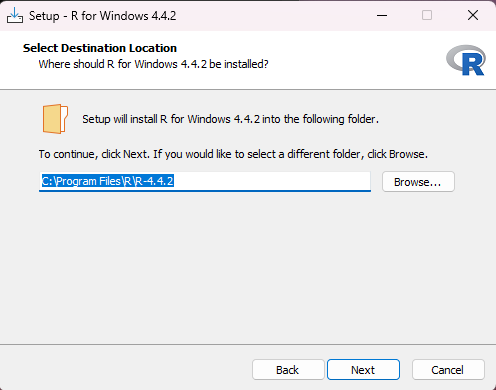 Setup - R for Windows 4.4.2
Select Destination Location
Where should R for Windows 4.4.2 be installed?
R
Setup will install R for Windows 4.4.2 into the following folder.
To continue, click Next. If you would like to select a different folder, click Browse.
C:\Program Files\R\R-4.4.2
Browse...
Back
Next
Cancel